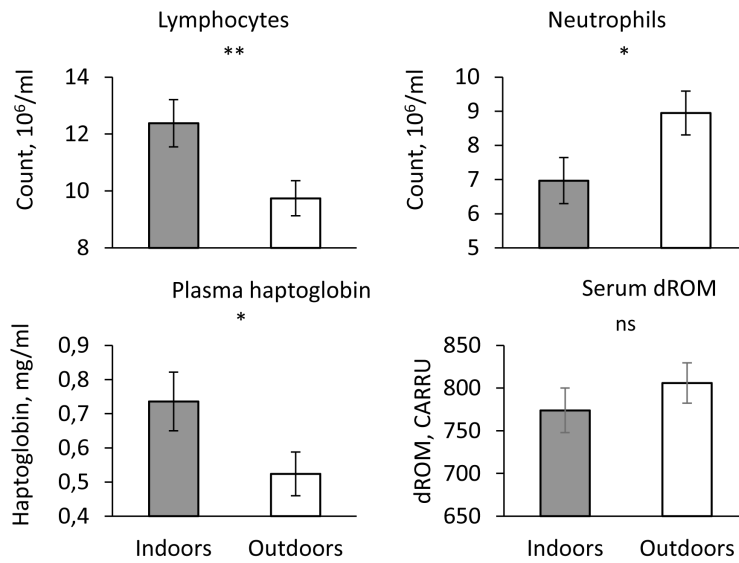 Lymphocytes
**
Count, 10⁶/ml
14
12
10
8
Neutrophils
*
Count, 10⁶/ml
10
9
8
7
6
5
Plasma haptoglobin
*
Haptoglobin, mg/ml
0,9
0,8
0,7
0,6
0,5
0,4
Indoors Outdoors
Serum dROM
ns
dROM, CARRU
850
800
750
700
650
Indoors Outdoors